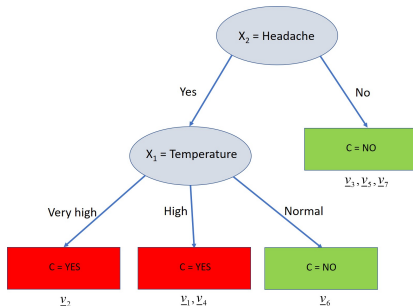 X₂ = Headache
Yes
No
X₁ = Temperature
C = NO
v₃, v₅, v₇
Very high
High
Normal
C = YES
C = YES
C = NO
v₂
v₁, v₄
v₆